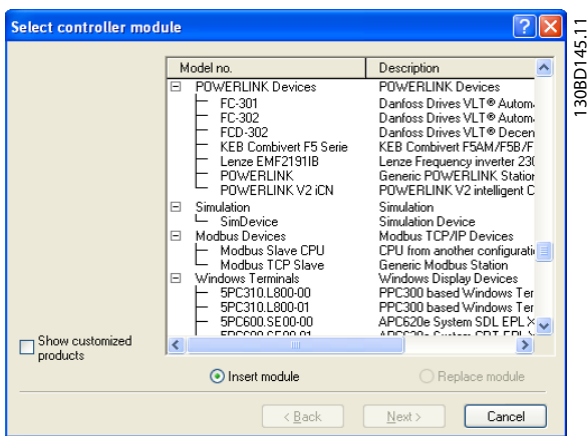 Select controller module
Model no. Description
POWERLINK Devices POWERLINK Devices
FC-301 Danfoss Drives VLT® Autom
FC-302 Danfoss Drives VLT® Autom
FCD-302 Danfoss Drives VLT® Decen
KEB Combivert F5 Serie KEB Combivert F5AM/F5B/F
Lenze EMF2191IB Lenze Frequency inverter 230
POWERLINK Generic POWERLINK Station
POWERLINK V2 iCN POWERLINK V2 intelligent C
Simulation Simulation
SimDevice Simulation Device
Modbus Devices Modbus TCP/IP Devices
Modbus Slave CPU CPU from another configurati
Modbus TCP Slave Generic Modbus Station
Windows Terminals Windows Display Devices
5PC310.L800-00 PPC300 based Windows Ter
5PC310.L800-01 PPC300 based Windows Ter
5PC600.SE00-00 APC620e System SDL EPL X
Show customized
products
Insert module Replace module
< Back Next > Cancel
130BD145.11